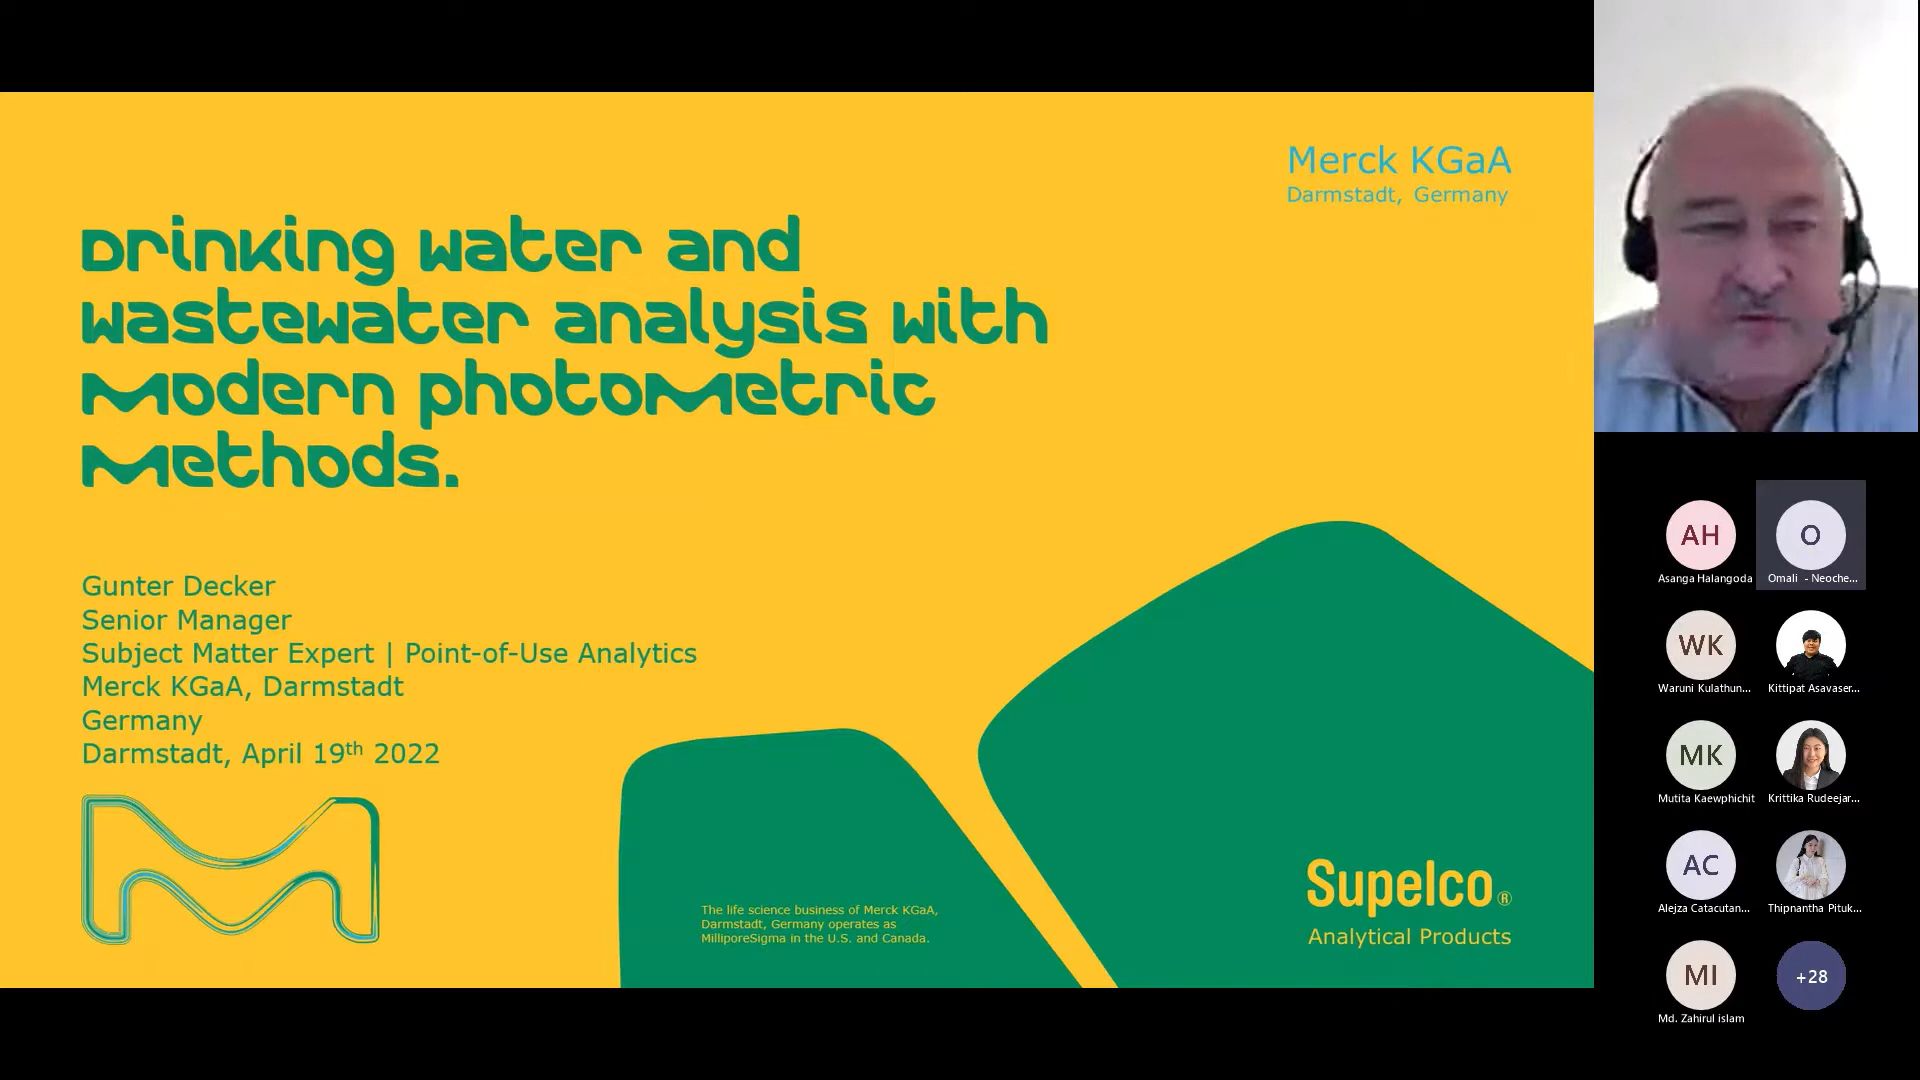 Merck KGaA
Darmstadt, Germany
Drinking water and
wastewater analysis with
modern photometric
methods.
Gunter Decker
Senior Manager
Subject Matter Expert | Point-of-Use Analytics
Merck KGaA, Darmstadt
Germany
Darmstadt, April 19th 2022
The life science business of Merck KGaA,
Darmstadt, Germany operates as
MilliporeSigma in the U.S. and Canada.
Supelco®
Analytical Products
AH
Asanga Halangoda
O
Omali - Neoche...
WK
Waruni Kulathun...
Kittipat Asavaser...
MK
Mutita Kaewphichit
Krittika Rudeejar...
AC
Alejza Catacutan...
Thipnantha Pituk...
MI
Md. Zahirul islam
+28